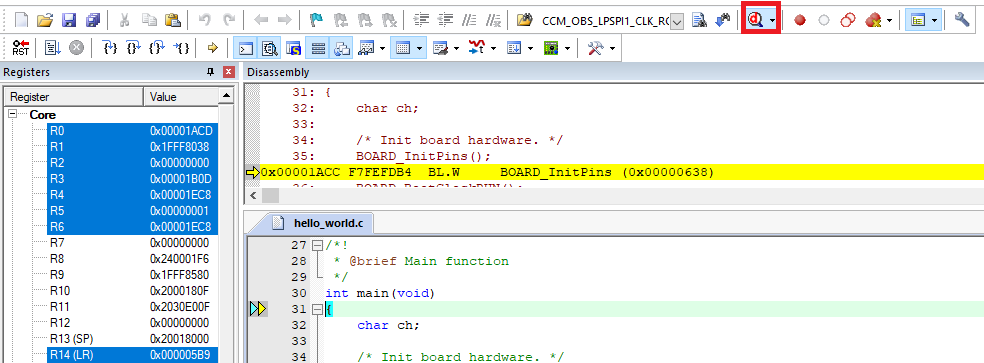 CCM_OBS_LPSPI1_CLK_RO
RST
Registers
Register Value
Core
R0 0x00001ACD
R1 0x1FFF8038
R2 0x00000000
R3 0x00001B0D
R4 0x00001EC8
R5 0x00000001
R6 0x00001EC8
R7 0x00000000
R8 0x240001F6
R9 0x1FFF8580
R10 0x2000180F
R11 0x2030E00F
R12 0x00000000
R13 (SP) 0x20018000
R14 (LR) 0x000005B9
Disassembly
31: {
32: char ch;
33:
34: /* Init board hardware. */
35: BOARD_InitPins();
0x00001ACC F7FEFDB4 BL.W BOARD_InitPins (0x00000638)
hello_world.c
27 /*!
28 * @brief Main function
29 */
30 int main(void)
31 {
32 char ch;
33
34 /* Init board hardware. */